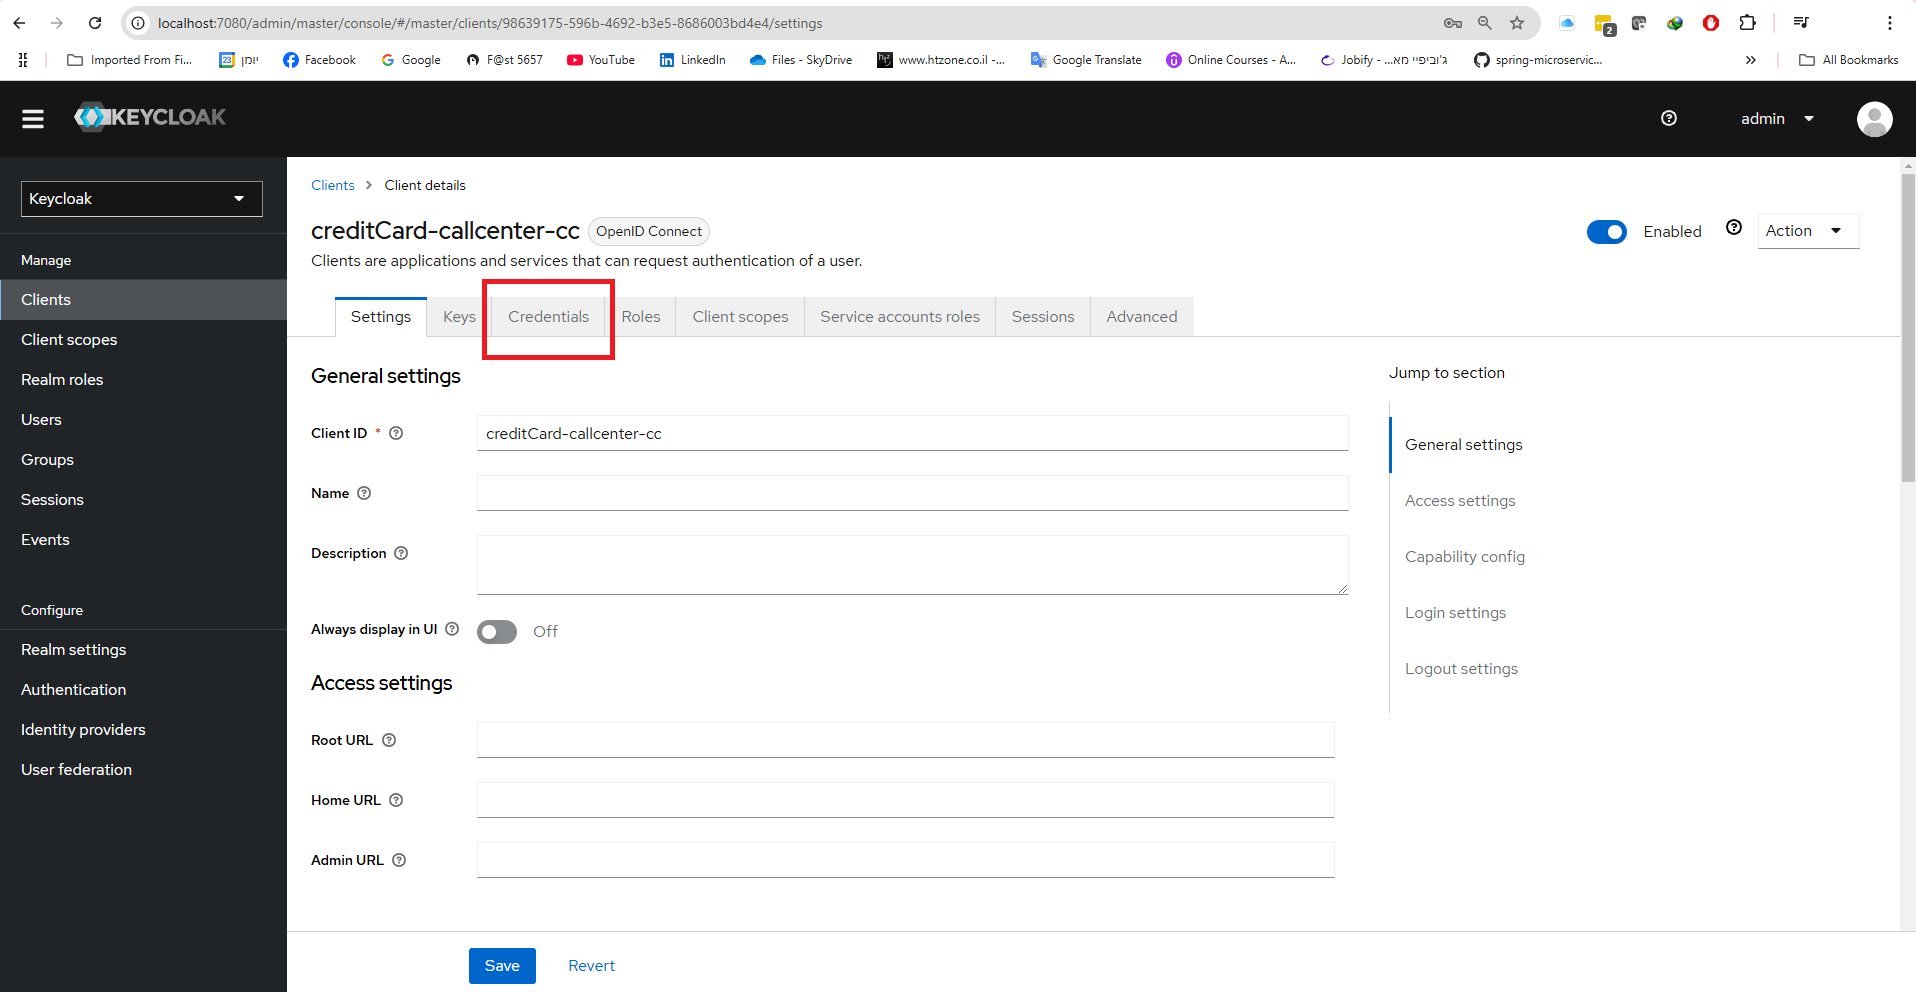 localhost:7080/admin/master/console/#/master/clients/98639175-596b-4692-b3e5-8686003bd4e4/settings
2
Imported From Fi... 23 יומן Facebook Google F@st 5657 YouTube LinkedIn Files - SkyDrive www.htzone.co.il -... Google Translate Online Courses - A... Jobify - ...ג'וביפיי מא spring-microservic... All Bookmarks
KEYCLOAK
admin
Keycloak
Manage
Clients
Client scopes
Realm roles
Users
Groups
Sessions
Events
Configure
Realm settings
Authentication
Identity providers
User federation
Clients > Client details
creditCard-callcenter-cc OpenID Connect
Enabled
Action
Clients are applications and services that can request authentication of a user.
Settings Keys Credentials Roles Client scopes Service accounts roles Sessions Advanced
General settings
Client ID * creditCard-callcenter-cc
Name
Description
Always display in UI Off
Access settings
Root URL
Home URL
Admin URL
Jump to section
General settings
Access settings
Capability config
Login settings
Logout settings
Save Revert